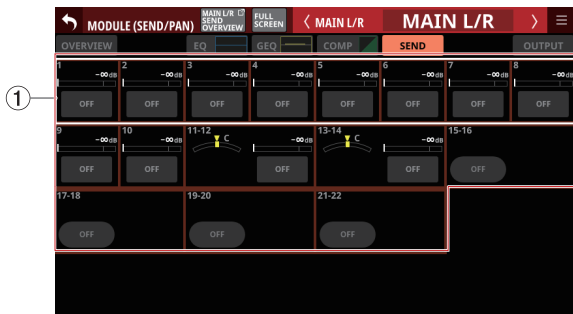 MODULE (SEND/PAN)
MAIN L/R
SEND
OVERVIEW
FULL
SCREEN
MAIN L/R
MAIN L/R
OVERVIEW EQ GEQ COMP SEND OUTPUT
1 2 3 4 5 6 7 8
-∞dB -∞dB -∞dB -∞dB -∞dB -∞dB -∞dB -∞dB
OFF OFF OFF OFF OFF OFF OFF OFF
1
9 10 11-12 13-14 15-16
-∞dB -∞dB C -∞dB C -∞dB
OFF OFF OFF OFF OFF
17-18 19-20 21-22
OFF OFF OFF